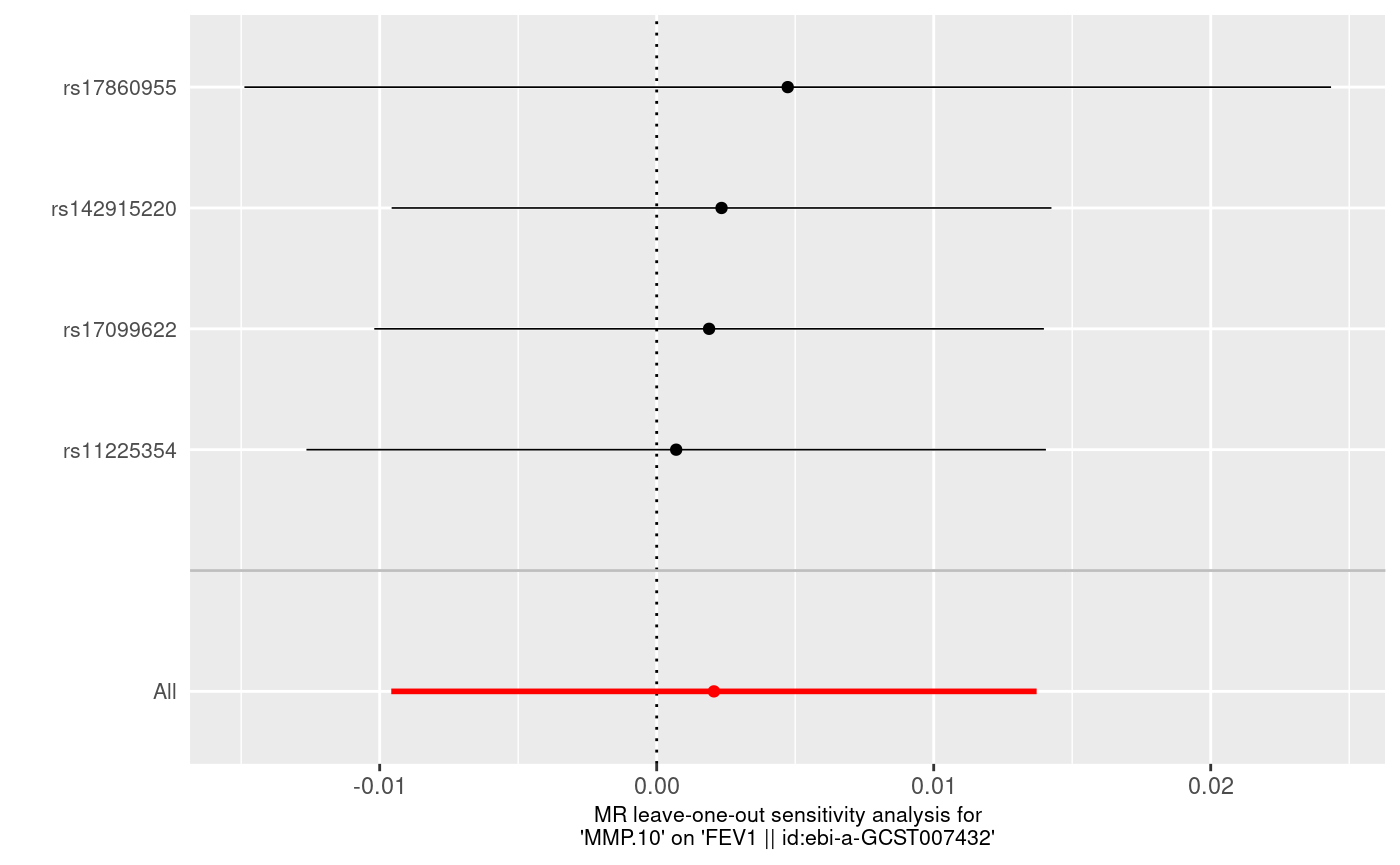 rs17860955
rs142915220
rs17099622
rs11225354
All
-0.01 0.00 0.01 0.02
MR leave-one-out sensitivity analysis for
'MMP.10' on 'FEV1 || id:ebi-a-GCST007432'